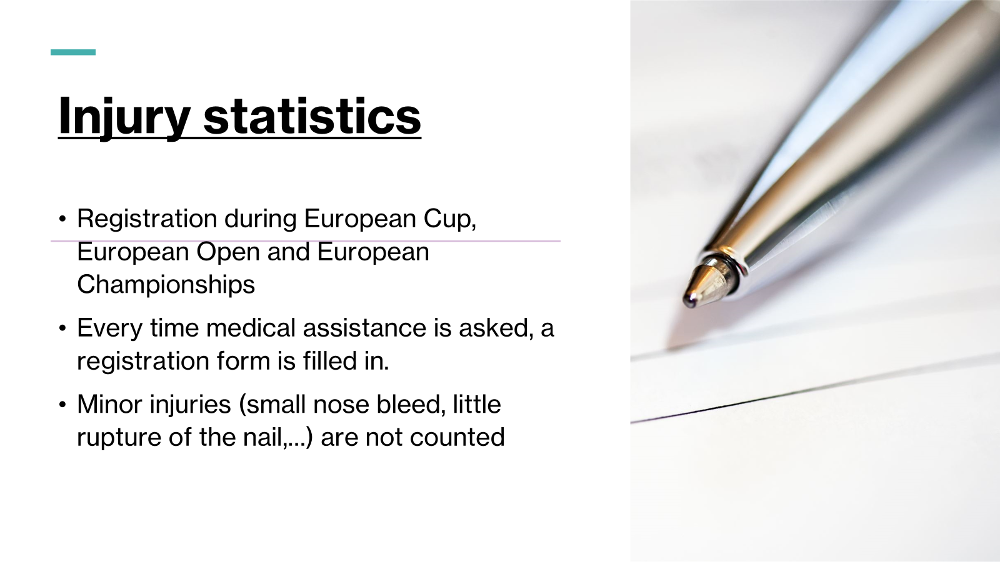 Injury statistics
• Registration during European Cup,
European Open and European
Championships
• Every time medical assistance is asked, a
registration form is filled in.
• Minor injuries (small nose bleed, little
rupture of the nail,...) are not counted